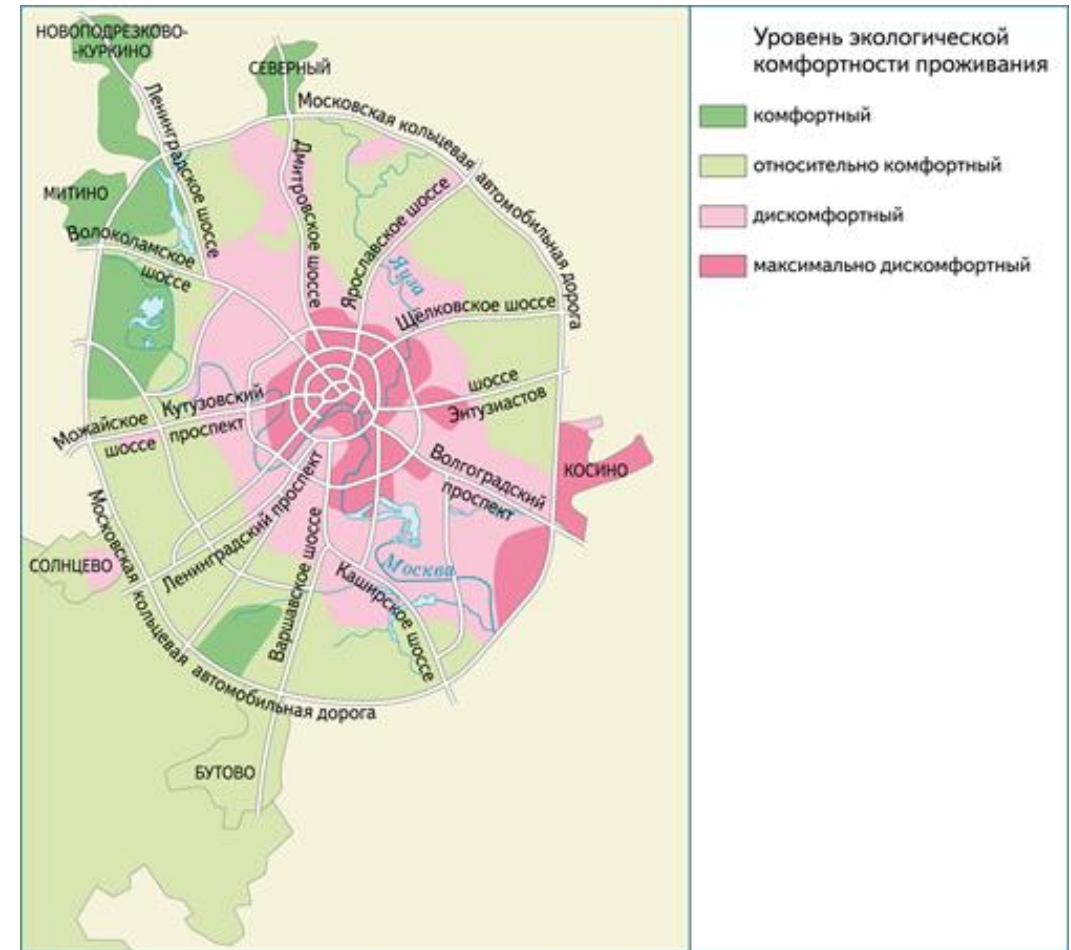 НОВОПОДРЕЗКОВО-
-КУРКИНО
СЕВЕРНЫЙ
Ленинградское шоссе
Московская кольцевая автомобильная дорога
Дмитровское шоссе
МИТИНО
Ярославское шоссе
Волоколамское
шоссе
Яуза
Щёлковское шоссе
шоссе
Энтузиастов
Кутузовский
проспект
Можайское
шоссе
Волгоградский
проспект
КОСИНО
Московская кольцевая автомобильная дорога
СОЛНЦЕВО
Ленинградский проспект
Варшавское шоссе
Москва
Каширское шоссе
БУТОВО
Уровень экологической
комфортности проживания
комфортный
относительно комфортный
дискомфортный
максимально дискомфортный